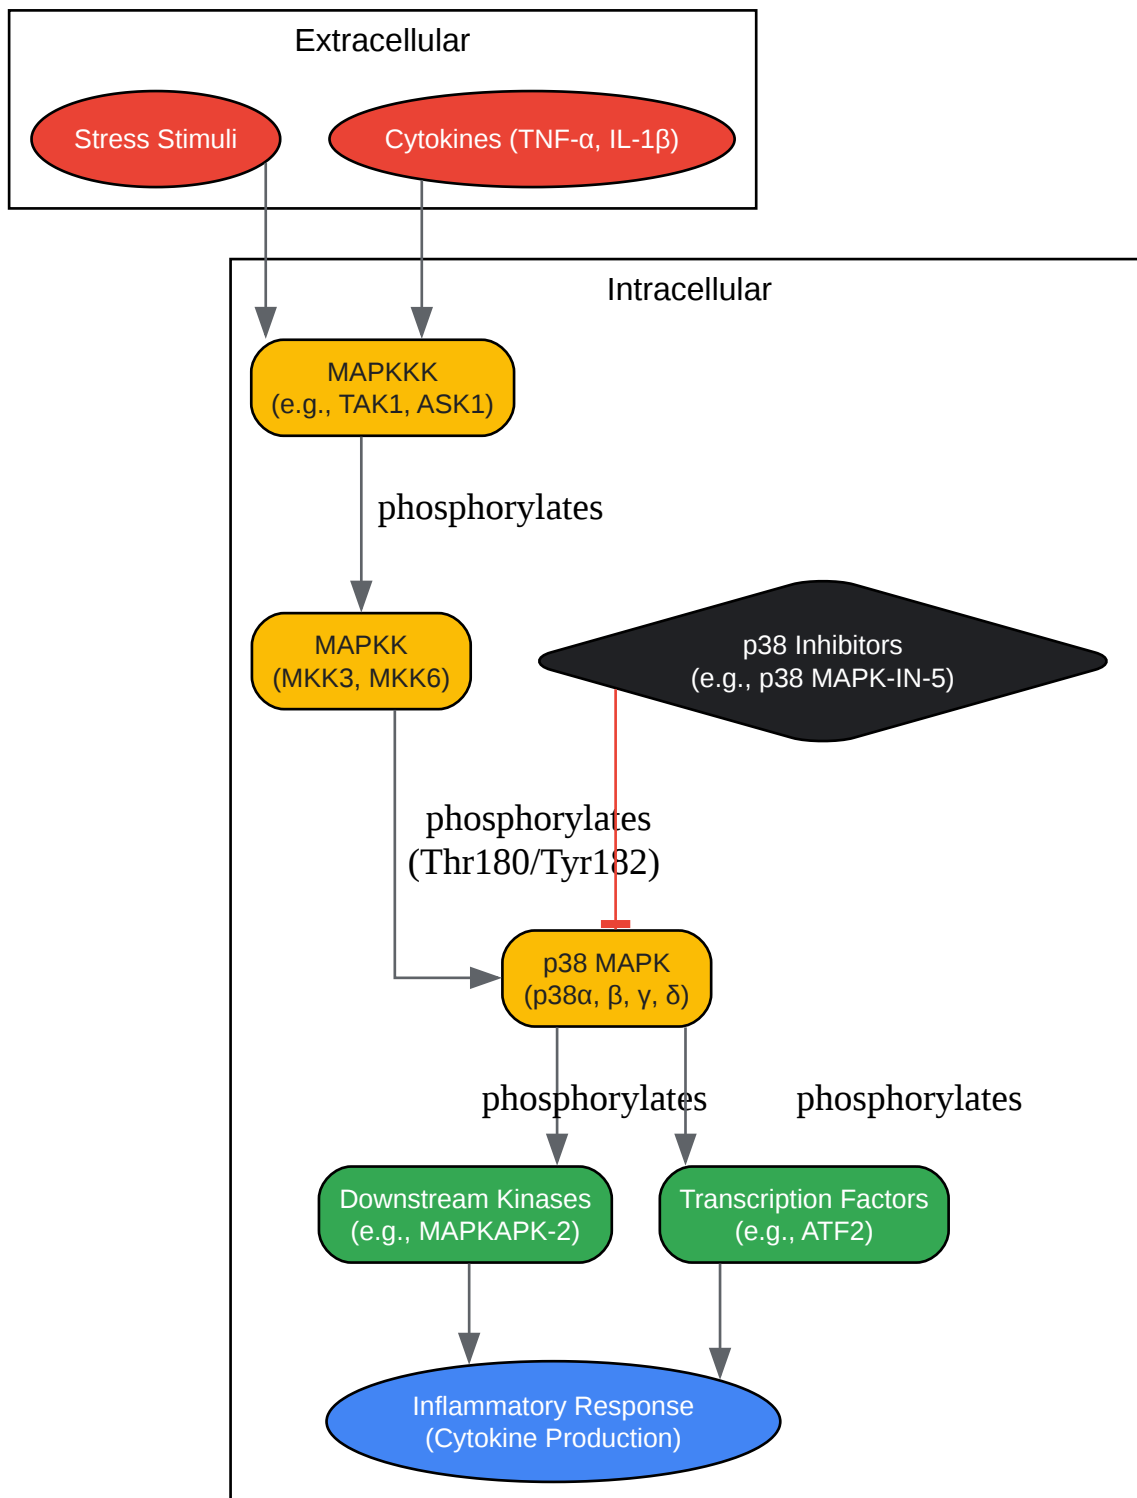 Extracellular
Stress Stimuli
Cytokines (TNF-α, IL-1β)
Intracellular
MAPKKK
(e.g., TAK1, ASK1)
phosphorylates
MAPKK
(MKK3, MKK6)
p38 Inhibitors
(e.g., p38 MAPK-IN-5)
phosphorylates
(Thr180/Tyr182)
p38 MAPK
(p38α, β, γ, δ)
phosphorylates
phosphorylates
Downstream Kinases
(e.g., MAPKAPK-2)
Transcription Factors
(e.g., ATF2)
Inflammatory Response
(Cytokine Production)